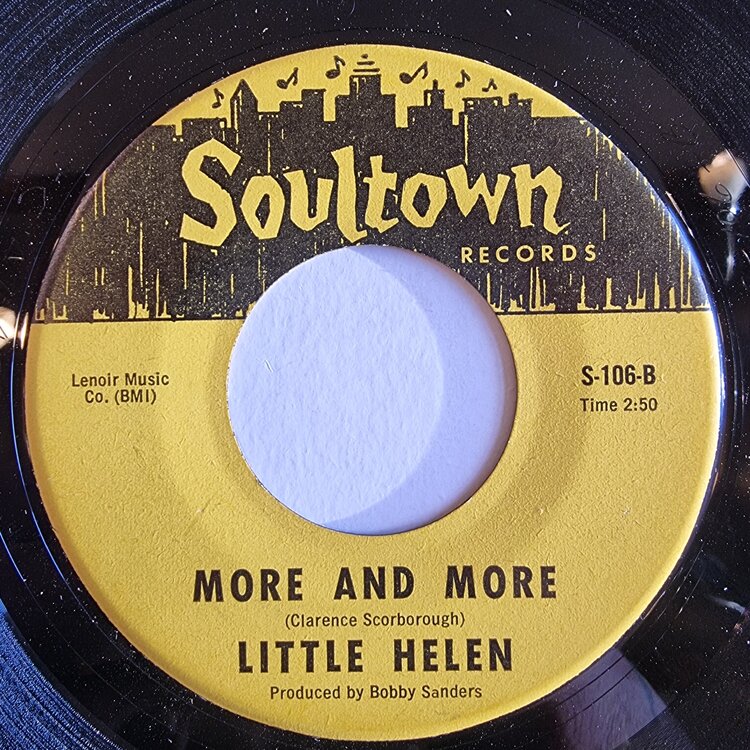 Soultown
RECORDS
Lenoir Music
Co. (BMI)
S-106-B
Time 2:50
MORE AND MORE
(Clarence Scorborough)
LITTLE HELEN
Produced by Bobby Sanders